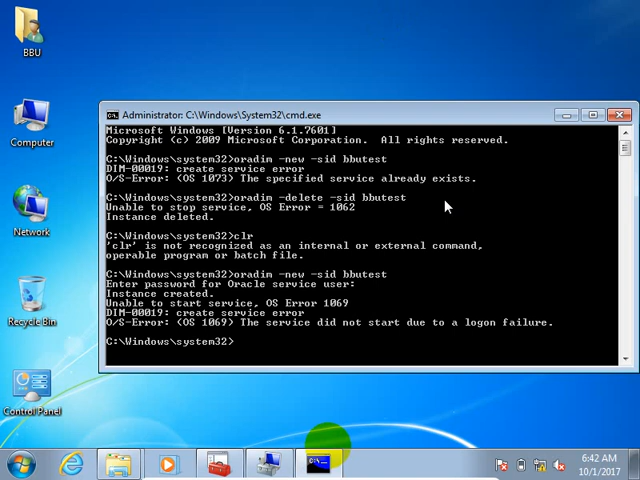 BBU
Computer
Network
Recycle Bin
Control Panel
Administrator: C:\Windows\System32\cmd.exe
Microsoft Windows [Version 6.1.7601]
Copyright (c) 2009 Microsoft Corporation.  All rights reserved.
C:\Windows\system32>oradim -new -sid bbutest
DIM-00019: create service error
O/S-Error: <OS 1073> The specified service already exists.
C:\Windows\system32>oradim -delete -sid bbutest
Unable to stop service, OS Error = 1062
Instance deleted.
C:\Windows\system32>clr
'clr' is not recognized as an internal or external command,
operable program or batch file.
C:\Windows\system32>oradim -new -sid bbutest
Enter password for Oracle service user:
Instance created.
Unable to start service, OS Error 1069
DIM-00019: create service error
O/S-Error: <OS 1069> The service did not start due to a logon failure.
C:\Windows\system32>
6:42 AM
10/1/2017